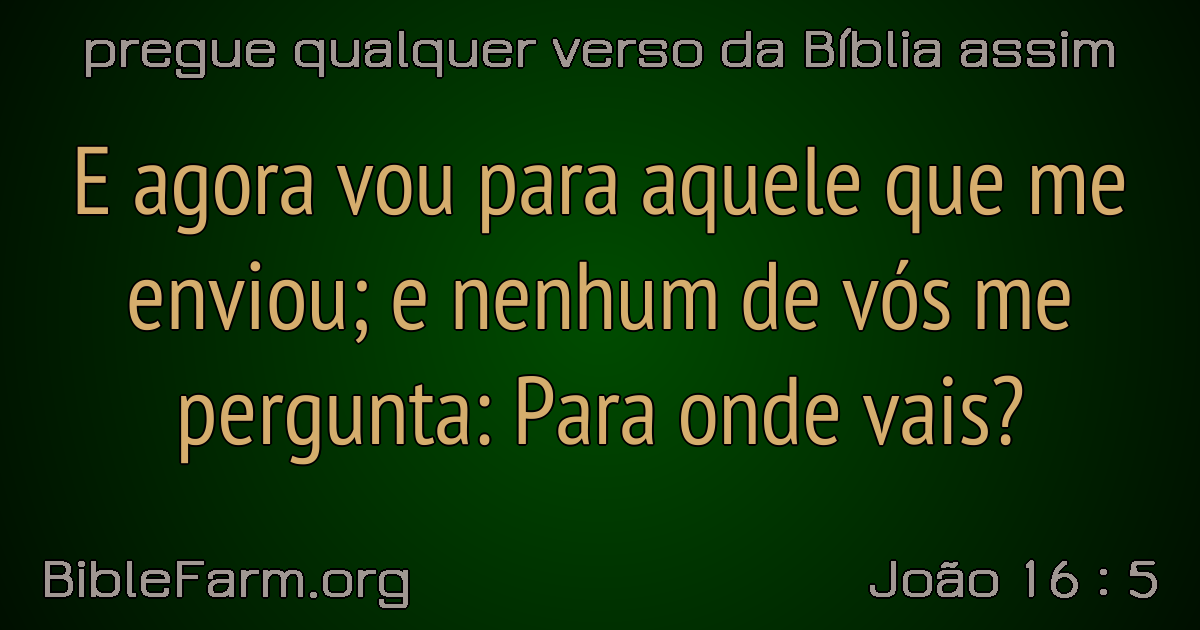 pregue qualquer verso da Bíblia assim
E agora vou para aquele que me
enviou; e nenhum de vós me
pergunta: Para onde vais?
BibleFarm.org
João 16 : 5